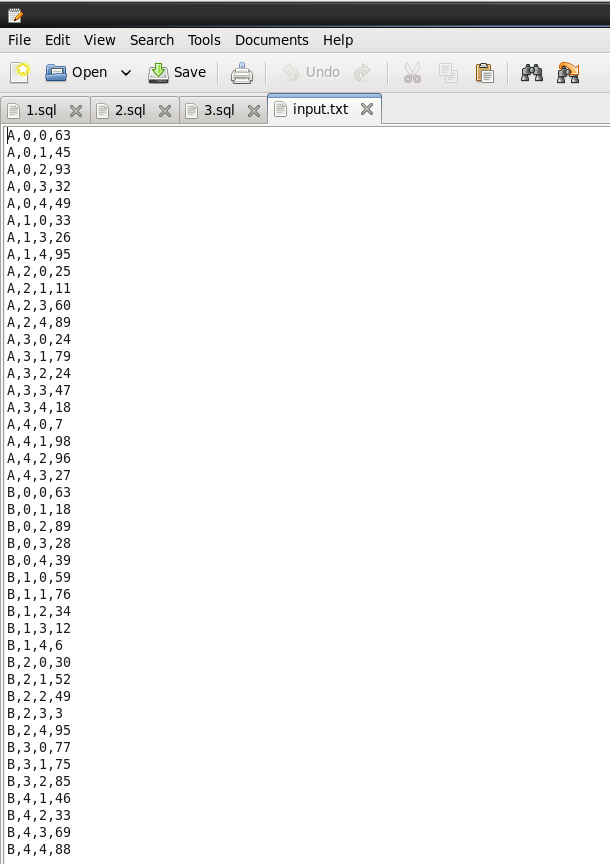 File Edit View Search Tools Documents Help
Open Save Undo
1.sql 2.sql 3.sql input.txt
A,0,0,63
A,0,1,45
A,0,2,93
A,0,3,32
A,0,4,49
A,1,0,33
A,1,3,26
A,1,4,95
A,2,0,25
A,2,1,11
A,2,3,60
A,2,4,89
A,3,0,24
A,3,1,79
A,3,2,24
A,3,3,47
A,3,4,18
A,4,0,7
A,4,1,98
A,4,2,96
A,4,3,27
B,0,0,63
B,0,1,18
B,0,2,89
B,0,3,28
B,0,4,39
B,1,0,59
B,1,1,76
B,1,2,34
B,1,3,12
B,1,4,6
B,2,0,30
B,2,1,52
B,2,2,49
B,2,3,3
B,2,4,95
B,3,0,77
B,3,1,75
B,3,2,85
B,4,1,46
B,4,2,33
B,4,3,69
B,4,4,88